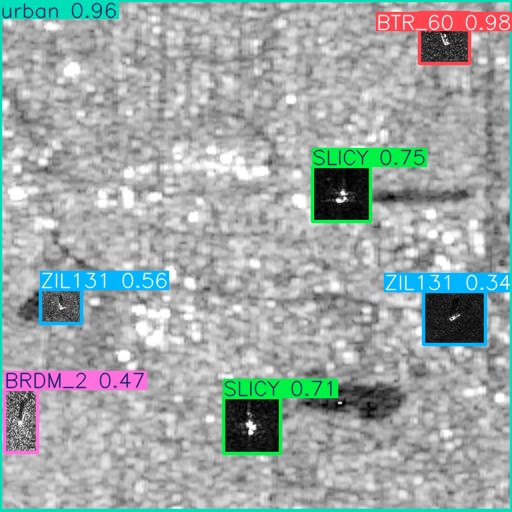 urban 0.96
BTR_60 0.98
SLICY 0.75
ZIL131 0.56
ZIL131 0.34
BRDM_2 0.47
SLICY 0.71